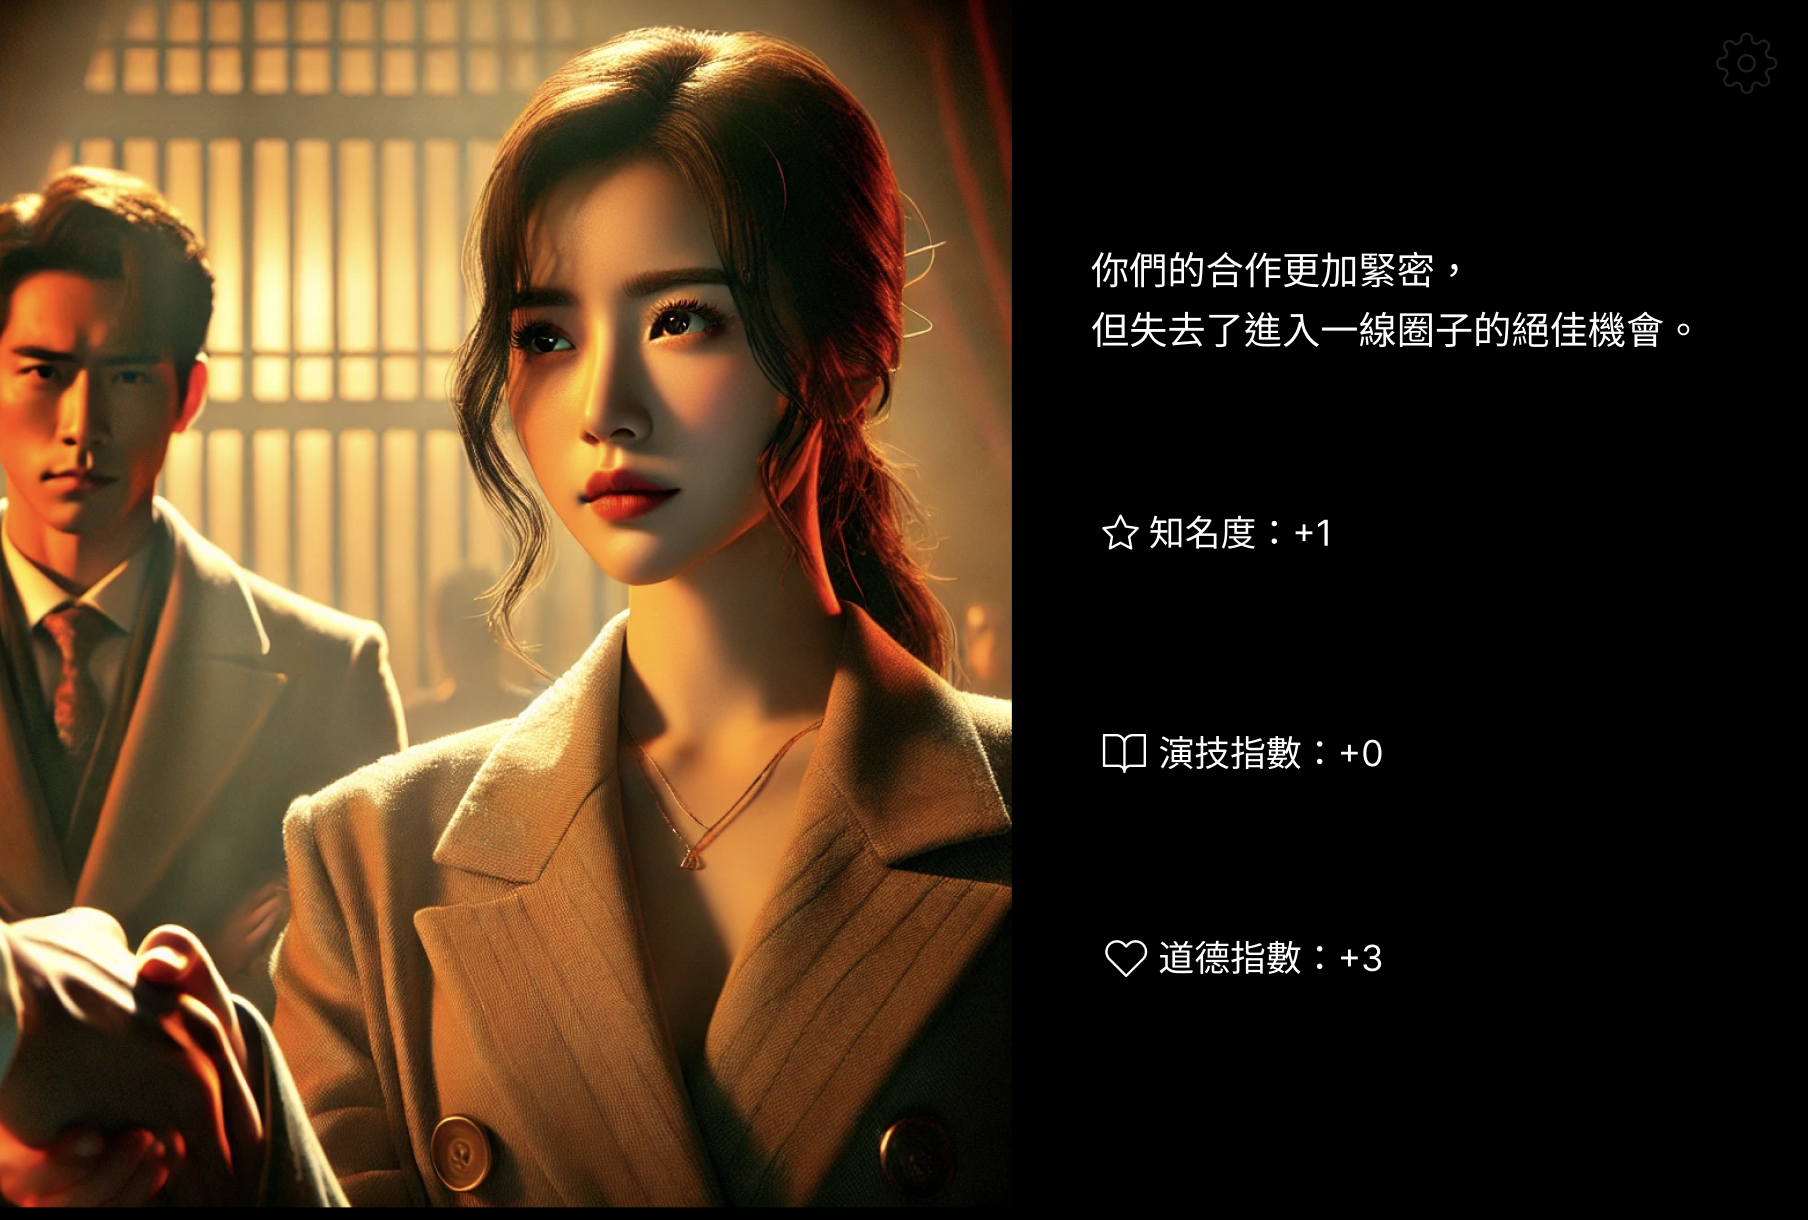 你們的合作更加緊密，
但失去了進入一線圈子的絕佳機會。
知名度：+1
演技指數：+0
道德指數：+3